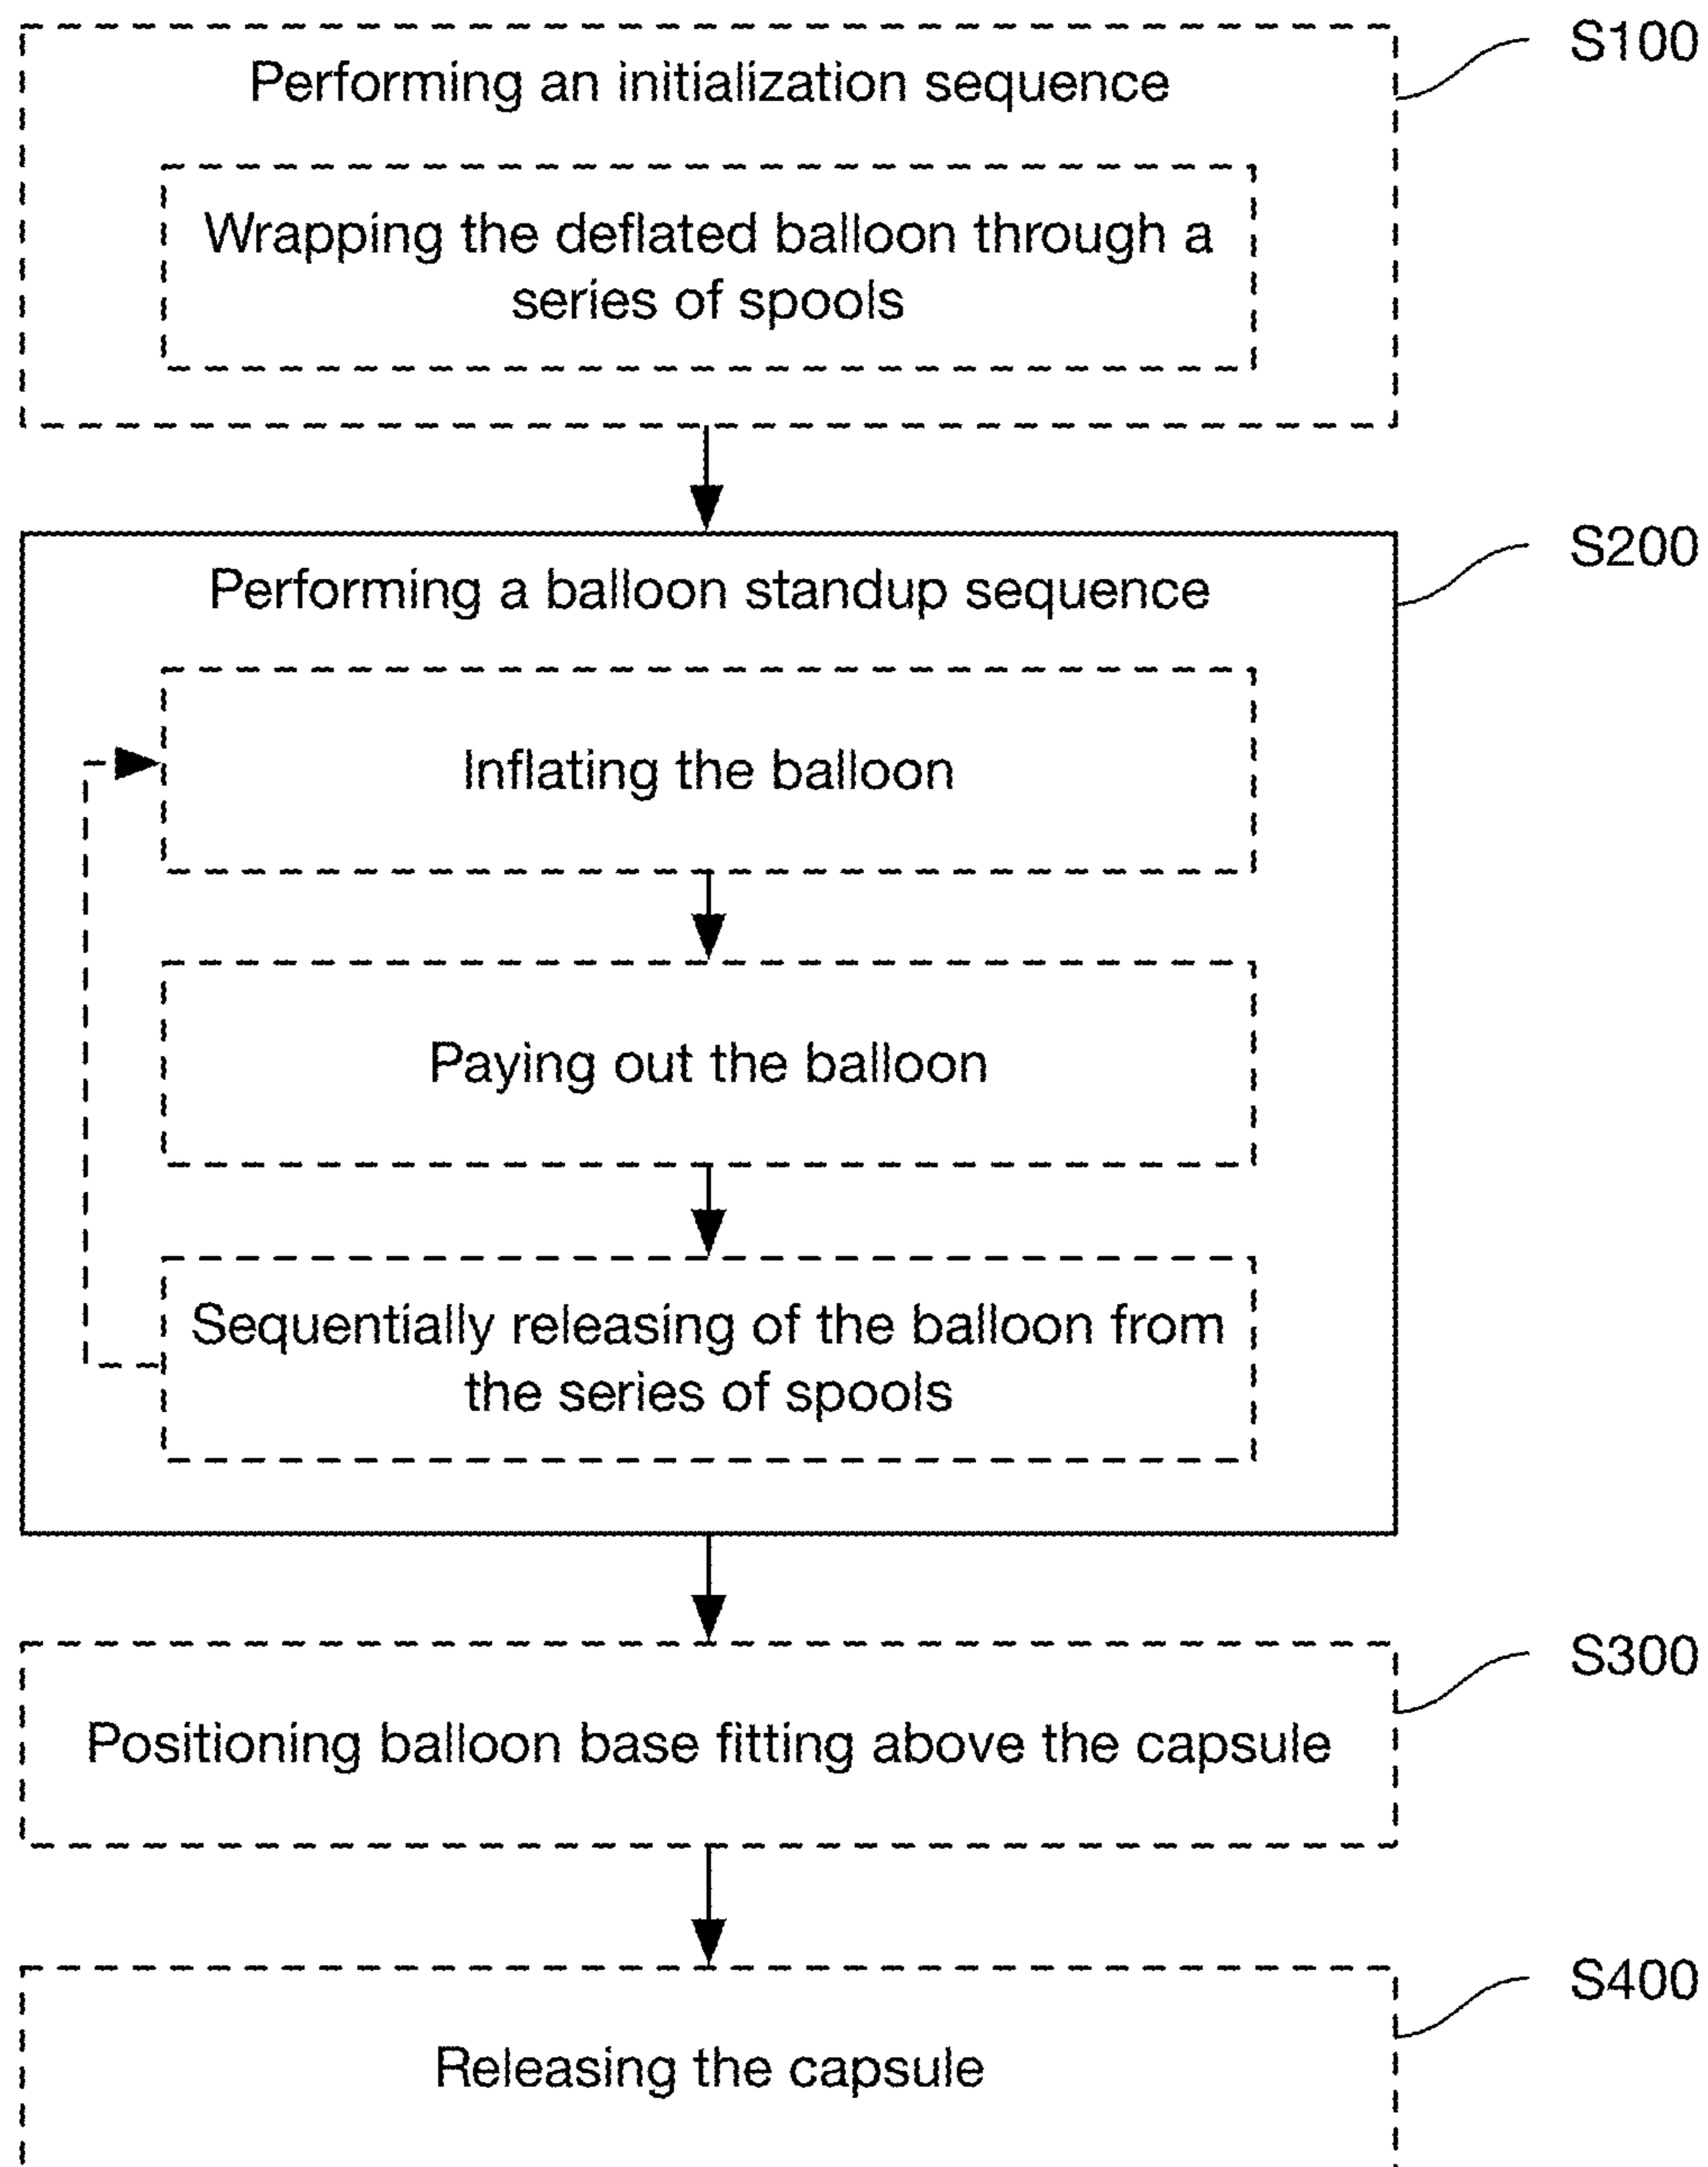 S100
Performing an initialization sequence
Wrapping the deflated balloon through a
series of spools
S200
Performing a balloon standup sequence
Inflating the balloon
Paying out the balloon
Sequentially releasing of the balloon from
the series of spools
S300
Positioning balloon base fitting above the capsule
S400
Releasing the capsule